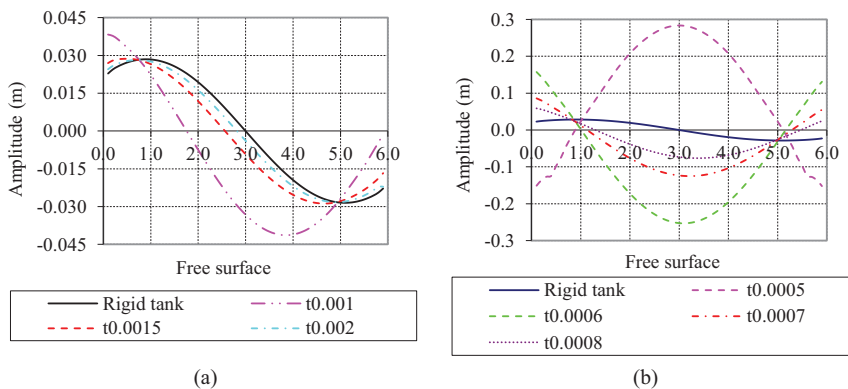 0.045
0.030
0.015
0.000
-0.015
-0.030
-0.045
Amplitude (m)
0.0 1.0 2.0 3.0 4.0 5.0 6.0
Free surface
Rigid tank t0.001
t0.0015 t0.002
(a)
0.3
0.2
0.1
0.0
-0.1
-0.2
-0.3
Amplitude (m)
0.0 1.0 2.0 3.0 4.0 5.0 6.0
Free surface
Rigid tank t0.0005
t0.0006 t0.0007
t0.0008
(b)